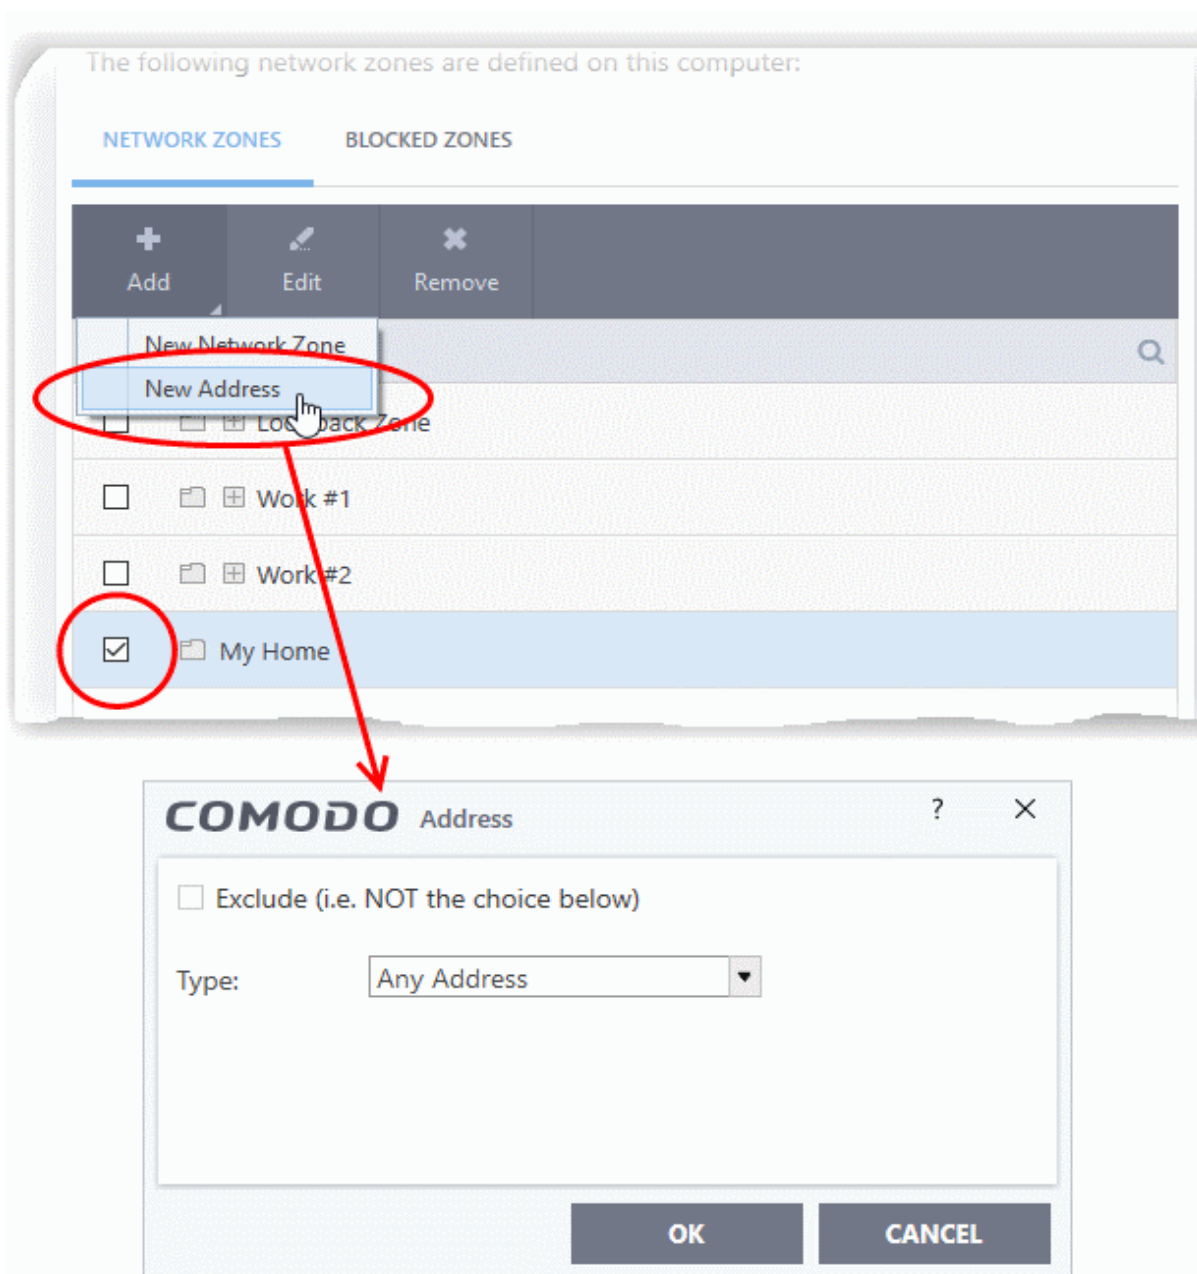 The following network zones are defined on this computer:
NETWORK ZONES BLOCKED ZONES
Add Edit Remove
New Network Zone
New Address
Loopback Zone
Work #1
Work #2
My Home
COMODO Address ?
Exclude (i.e. NOT the choice below)
Type: Any Address
OK CANCEL